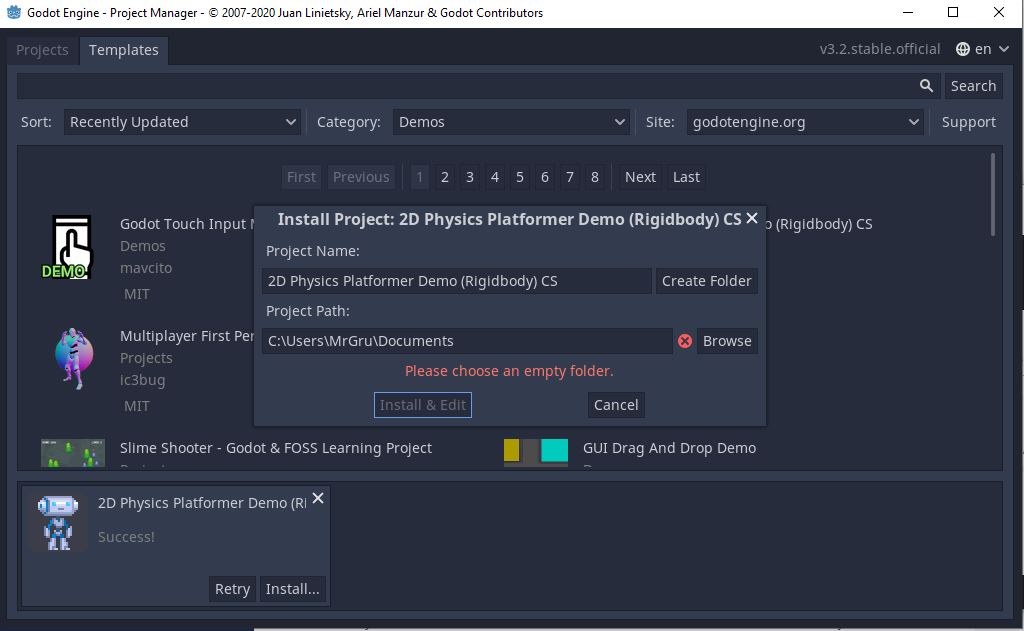 Godot Engine - Project Manager - © 2007-2020 Juan Linietsky, Ariel Manzur & Godot Contributors
Projects Templates v3.2.stable.official en
Search
Sort: Recently Updated Category: Demos Site: godotengine.org Support
First Previous 1 2 3 4 5 6 7 8 Next Last
Godot Touch Input
Demos
mavcito
MIT
(Rigidbody) CS
DEMO
Install Project: 2D Physics Platformer Demo (Rigidbody) CS
Project Name:
2D Physics Platformer Demo (Rigidbody) CS Create Folder
Project Path:
C:\Users\MrGru\Documents Browse
Please choose an empty folder.
Install & Edit Cancel
Multiplayer First Per
Projects
ic3bug
MIT
Slime Shooter - Godot & FOSS Learning Project
GUI Drag And Drop Demo
2D Physics Platformer Demo (Ri
Success!
Retry Install...